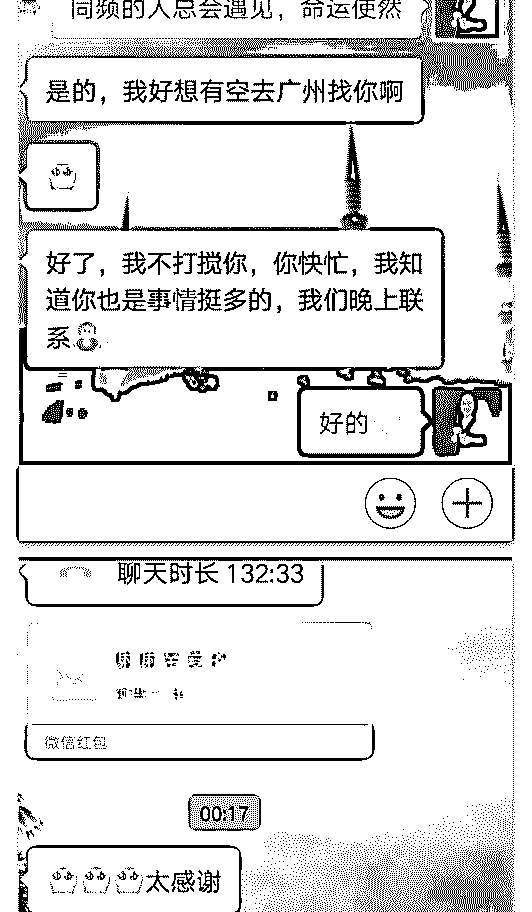 同频的人总会遇见，命运使然
是的，我好想有空去广州找你啊
好了，我不打搅你，你快忙，我知
道你也是事情挺多的，我们晚上联
系
好的
聊天时长 132:33
微信红包
00:17
太感谢